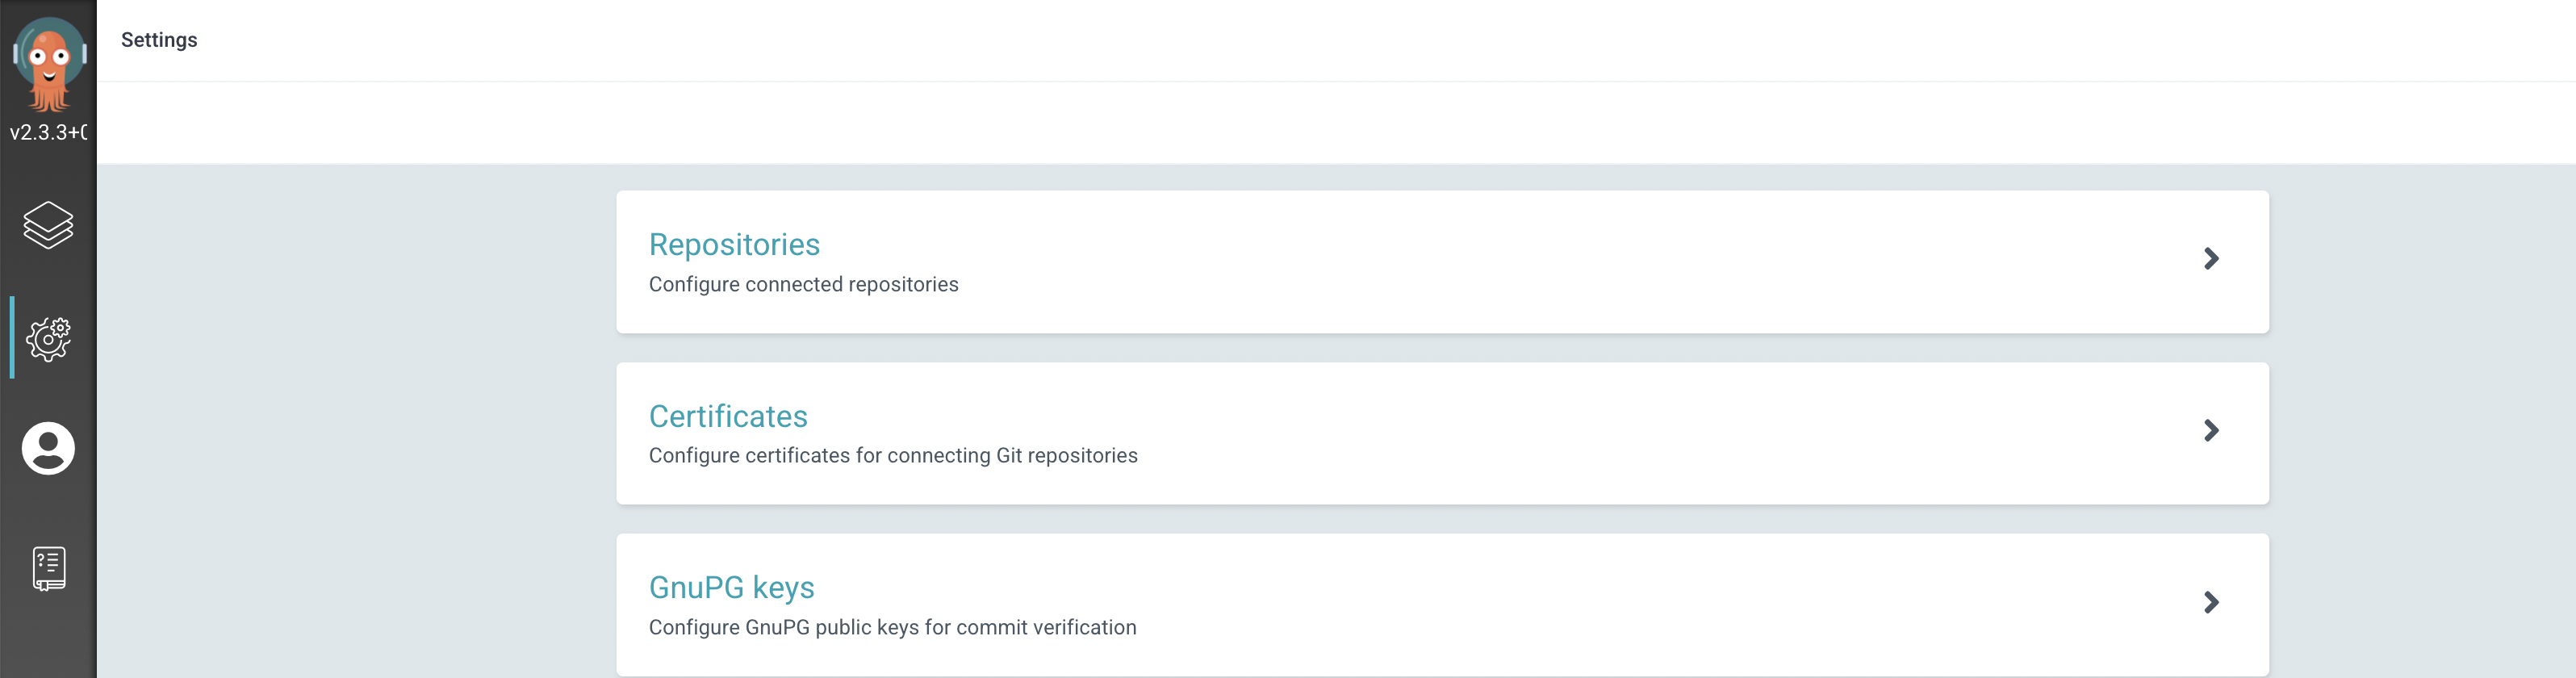 Settings
v2.3.3+
Repositories
Configure connected repositories
Certificates
Configure certificates for connecting Git repositories
GnuPG keys
Configure GnuPG public keys for commit verification